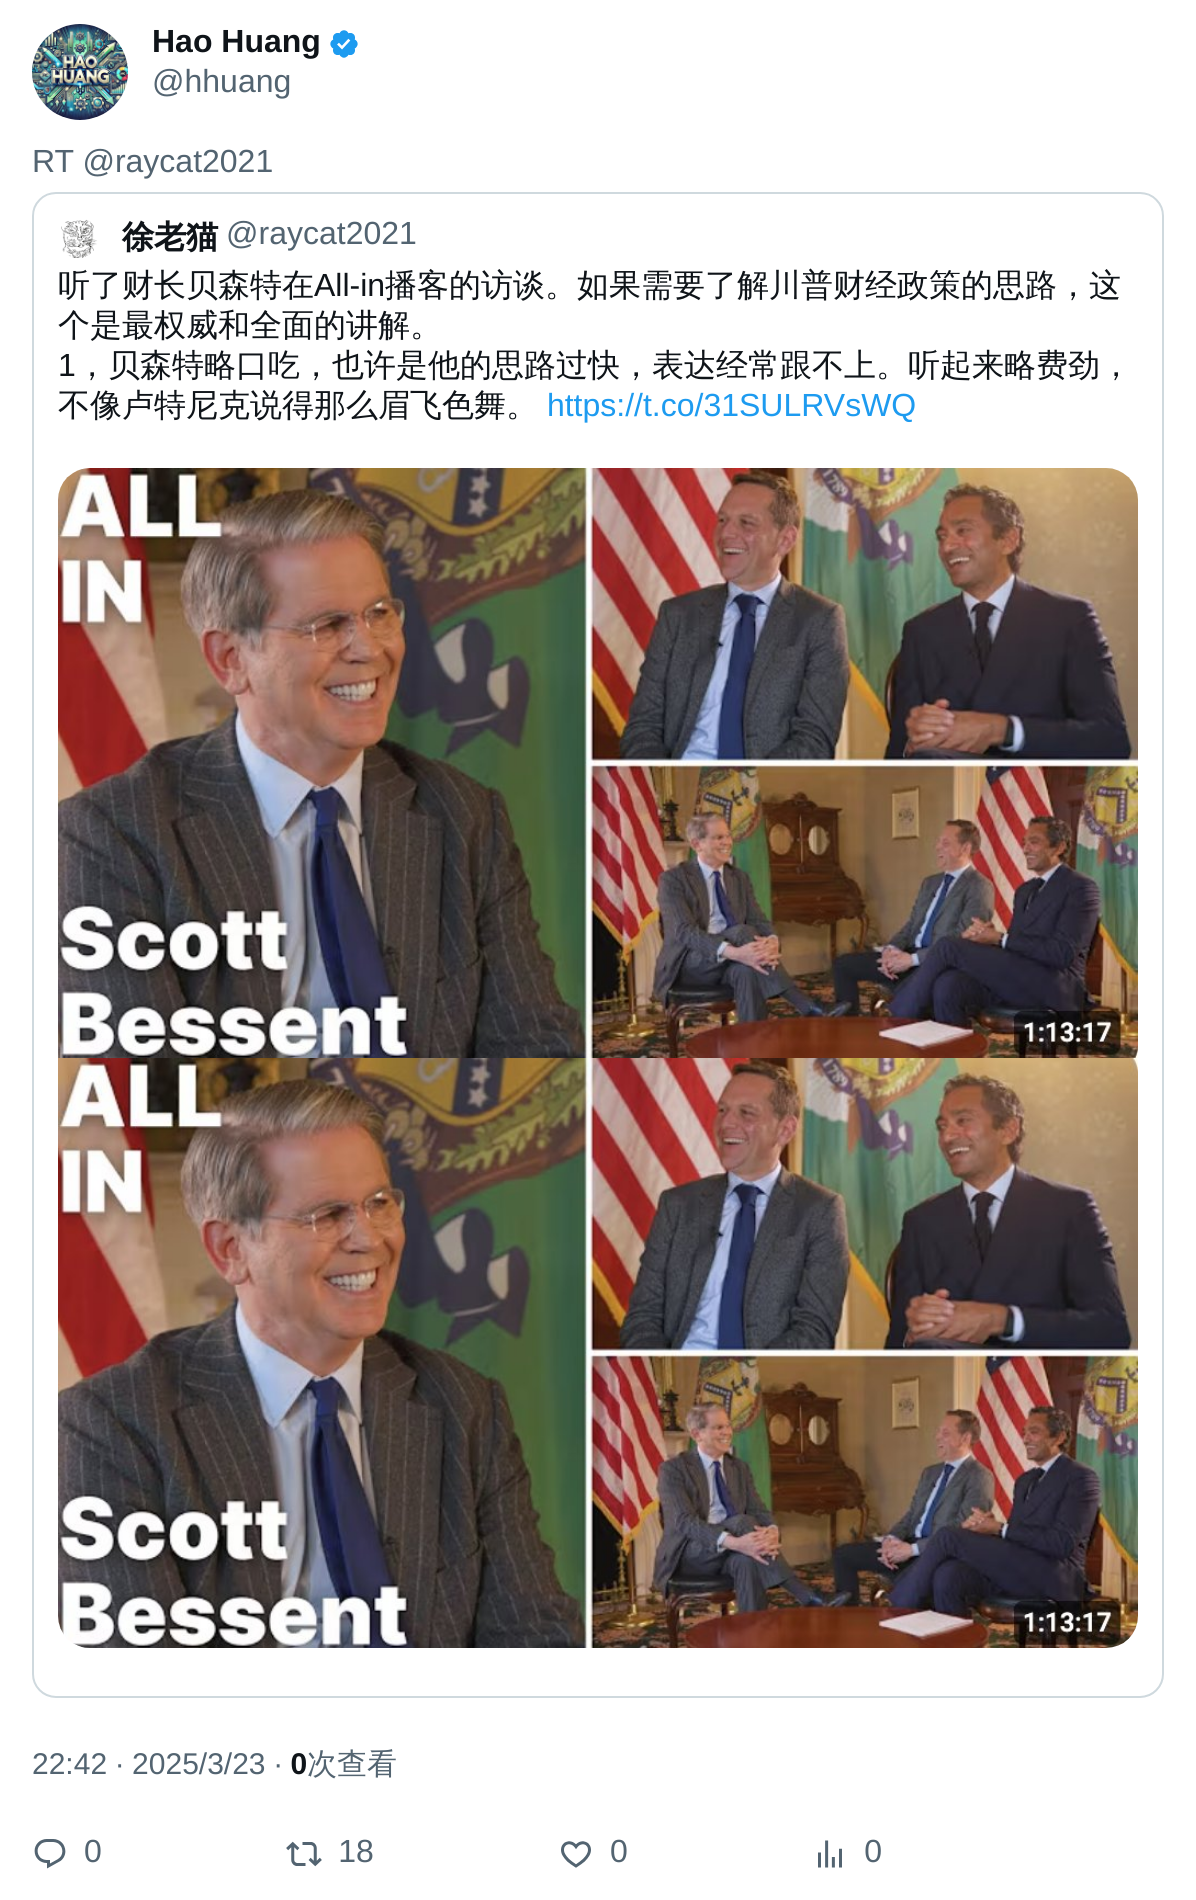 Hao Huang
@hhuang
HAO
HUANG
RT @raycat2021
徐老猫 @raycat2021
听了财长贝森特在All-in播客的访谈。如果需要了解川普财经政策的思路，这
个是最权威和全面的讲解。
1，贝森特略口吃，也许是他的思路过快，表达经常跟不上。听起来略费劲，
不像卢特尼克说得那么眉飞色舞。 https://t.co/31SULRVsWQ
ALL
IN
Scott
Bessent
1789
1:13:17
ALL
IN
Scott
Bessent
1789
1:13:17
22:42 · 2025/3/23 · 0次查看
0 18 0 0